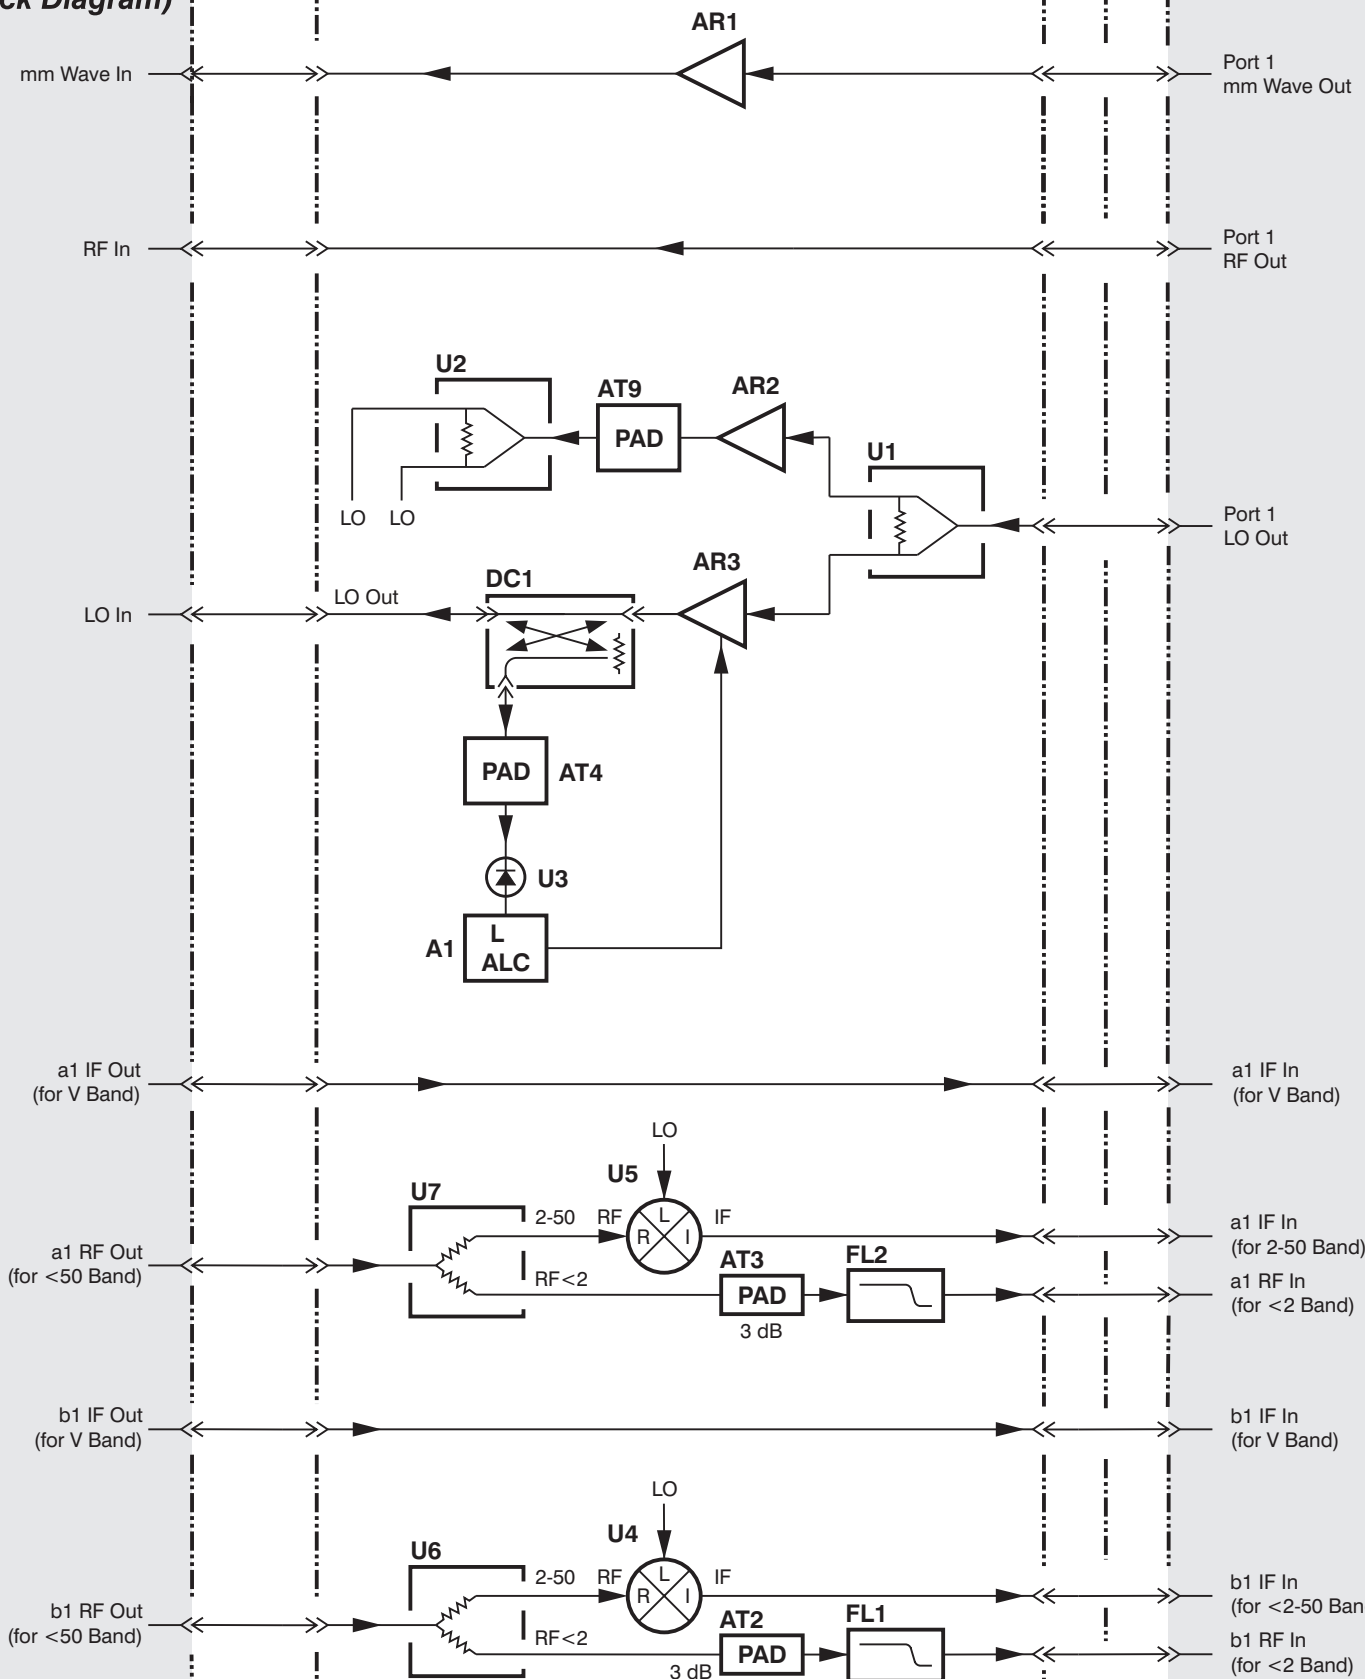 ck Diagram)
AR1
mm Wave In
Port 1
mm Wave Out
RF In
Port 1
RF Out
U2
AT9
PAD
AR2
U1
LO LO
Port 1
LO Out
DC1
AR3
LO In
LO Out
PAD
AT4
U3
A1
L
ALC
a1 IF Out
(for V Band)
a1 IF In
(for V Band)
LO
U5
U7
2-50
RF
L
R
I
IF
a1 IF In
(for 2-50 Band)
a1 RF Out
(for <50 Band)
RF<2
AT3
PAD
3 dB
FL2
a1 RF In
(for <2 Band)
b1 IF Out
(for V Band)
b1 IF In
(for V Band)
LO
U4
U6
2-50
RF
L
R
I
IF
b1 IF In
(for <2-50 Ban
b1 RF Out
(for <50 Band)
RF<2
AT2
PAD
3 dB
FL1
b1 RF In
(for <2 Band)